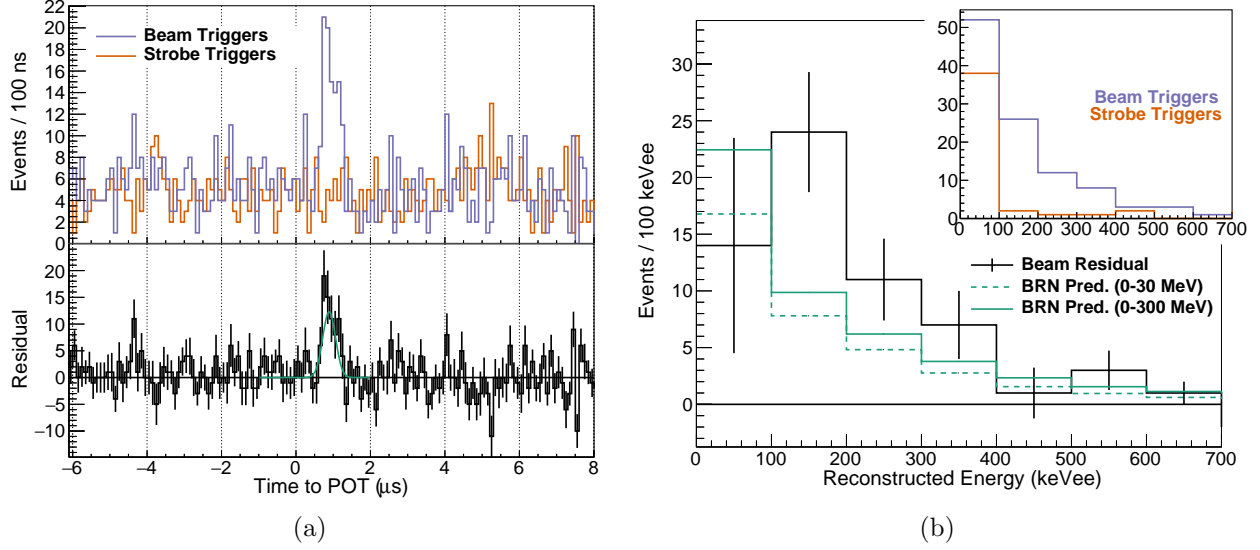 22
20
18
16
14
12
10
8
6
4
2
0
Events / 100 ns
Beam Triggers
Strobe Triggers
20
15
10
5
0
−5
−10
Residual
−6 −4 −2 0 2 4 6 8
Time to POT (μs)
(a)
30
25
20
15
10
5
0
Events / 100 keVee
50
40
30
20
10
0
0 100 200 300 400 500 600 700
Beam Triggers
Strobe Triggers
Beam Residual
BRN Pred. (0-30 MeV)
BRN Pred. (0-300 MeV)
0 100 200 300 400 500 600 700
Reconstructed Energy (keVee)
(b)